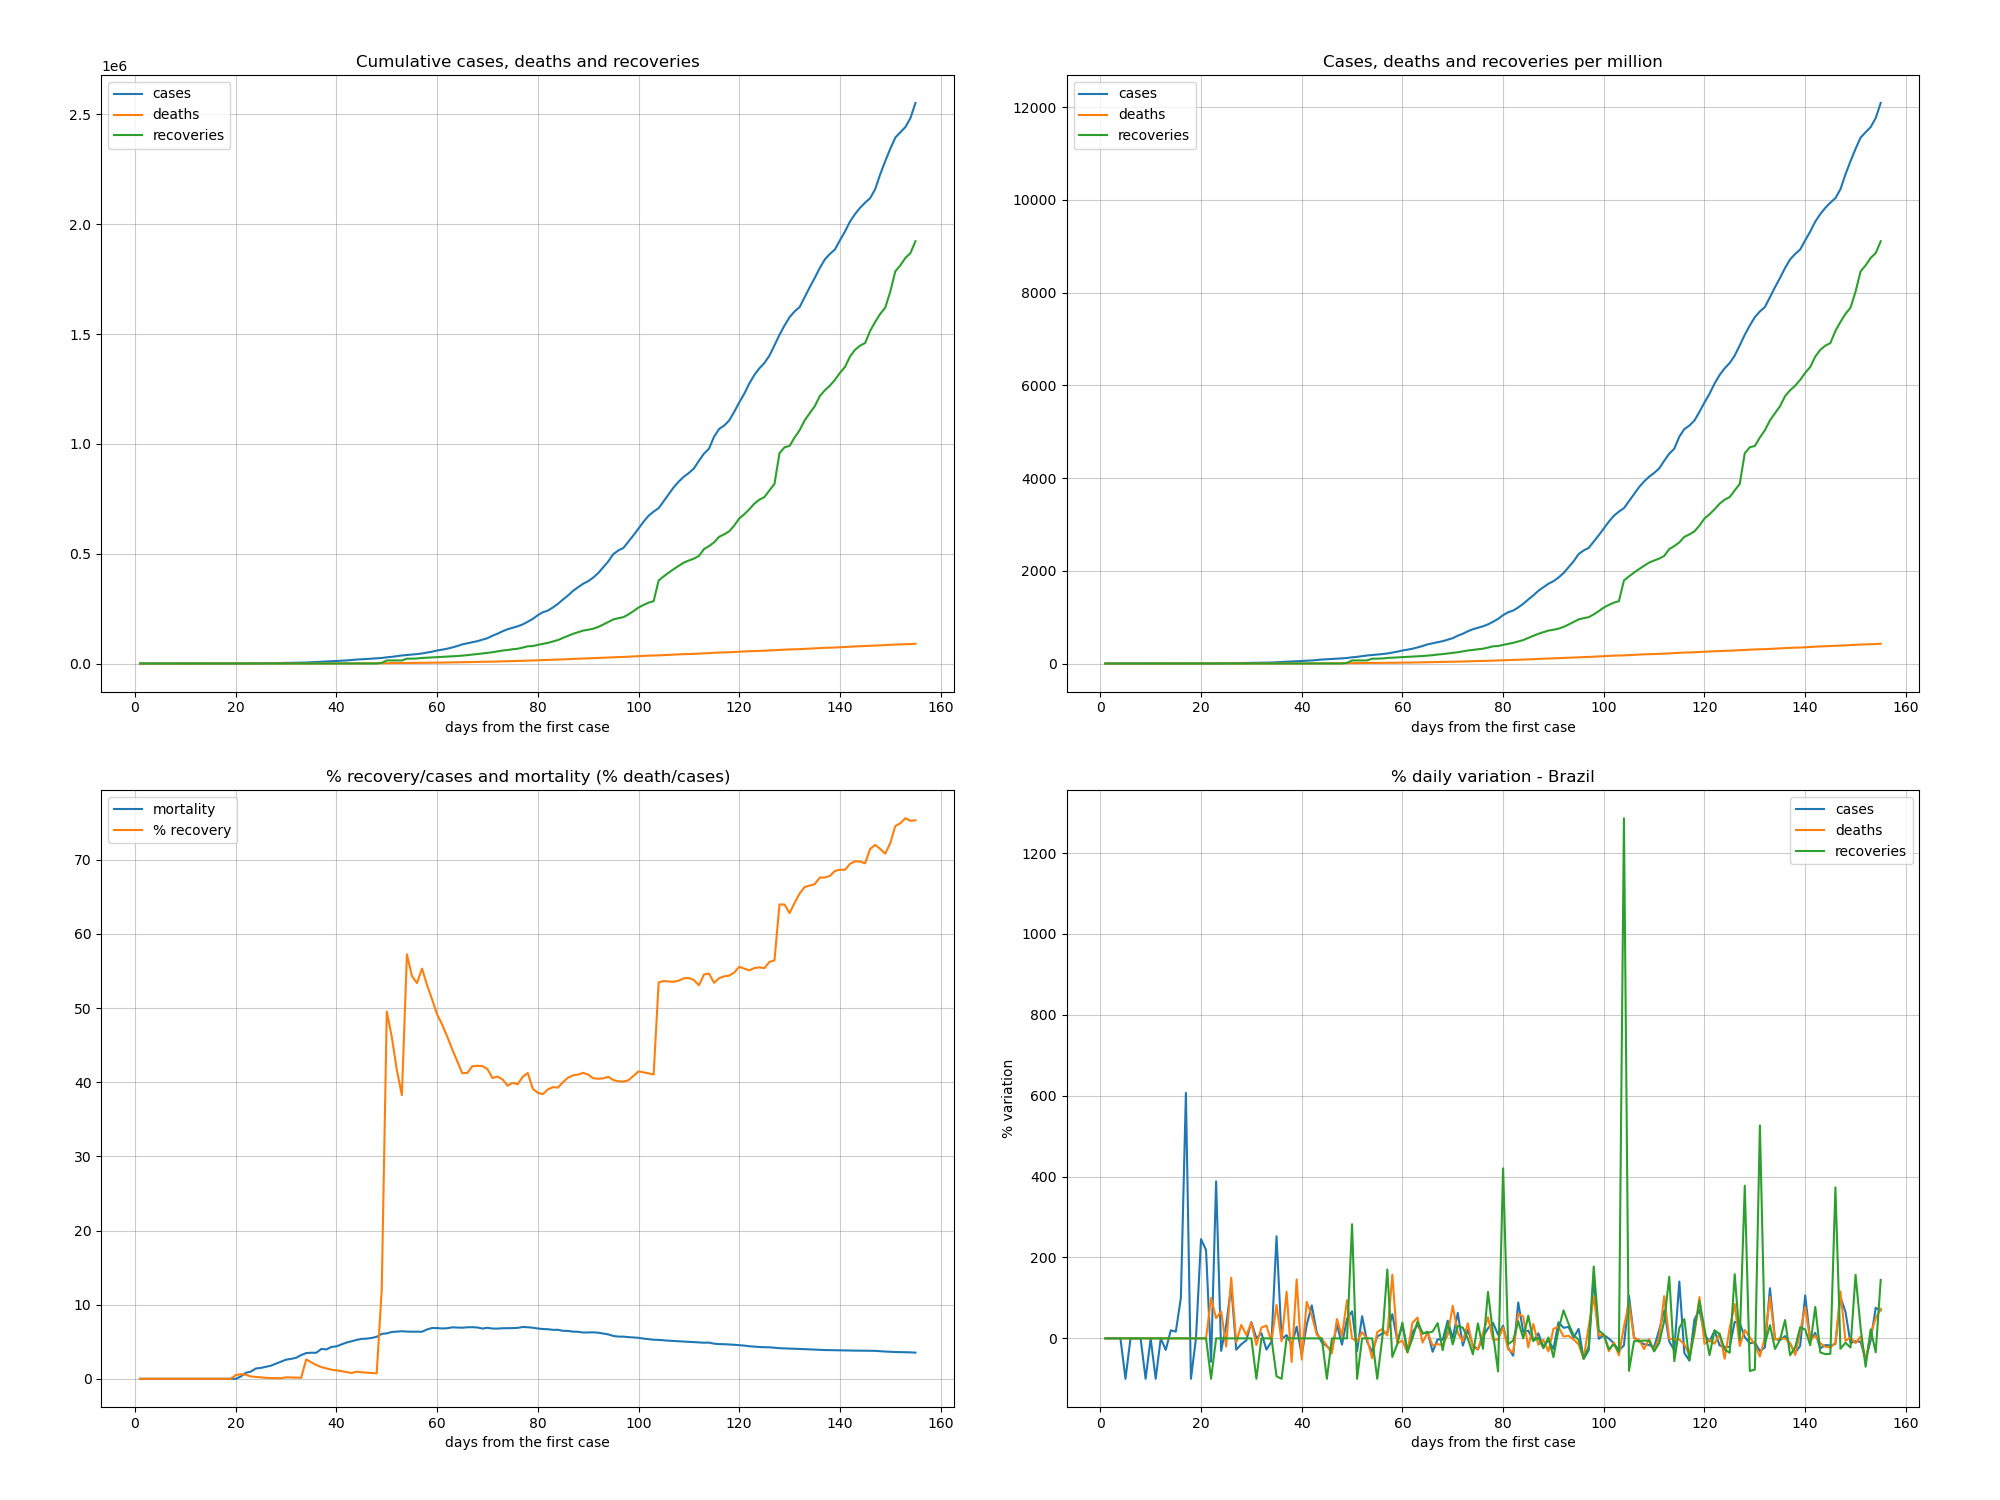 Cumulative cases, deaths and recoveries
1e6
cases
deaths
recoveries
2.5
2.0
1.5
1.0
0.5
0.0
0 20 40 60 80 100 120 140 160
days from the first case
Cases, deaths and recoveries per million
cases
deaths
recoveries
12000
10000
8000
6000
4000
2000
0
0 20 40 60 80 100 120 140 160
days from the first case
% recovery/cases and mortality (% death/cases)
mortality
% recovery
70
60
50
40
30
20
10
0
0 20 40 60 80 100 120 140 160
days from the first case
% daily variation - Brazil
cases
deaths
recoveries
% variation
1200
1000
800
600
400
200
0
0 20 40 60 80 100 120 140 160
days from the first case